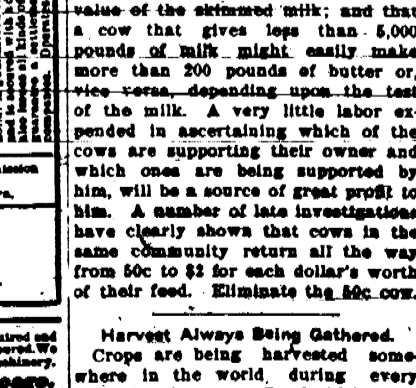 value of the skimmed milk; and that
a cow that gives less than 5,000
pounds of milk might easily make
more than 200 pounds of butter or
vice versa, depending upon the test
of the milk. A very little labor ex-
pended in ascertaining which of the
cows are supporting their owner and
which ones are being supported by
him, will be a source of great profit to
him. A number of late investigations
have clearly shown that cows in the
same community return all the way
from 50c to $2 for each dollar's worth
of their feed. Eliminate the 50c cow.
Harvest Always Being Gathered.
Crops are being harvested some-
where in the world during every